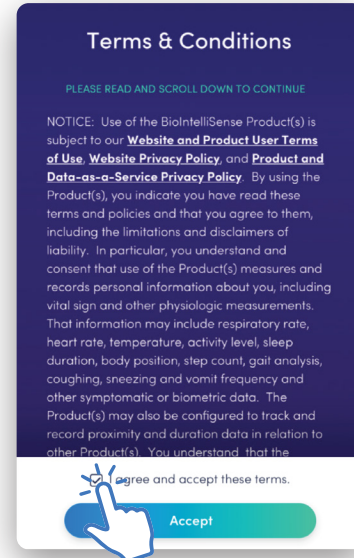 Terms & Conditions
PLEASE READ AND SCROLL DOWN TO CONTINUE
NOTICE: Use of the BioIntelliSense Product(s) is
subject to our Website and Product User Terms
of Use, Website Privacy Policy, and Product and
Data-as-a-Service Privacy Policy. By using the
Product(s), you indicate you have read these
terms and policies and that you agree to them,
including the limitations and disclaimers of
liability. In particular, you understand and
consent that use of the Product(s) measures and
records personal information about you, including
vital sign and other physiologic measurements.
That information may include respiratory rate,
heart rate, temperature, activity level, sleep
duration, body position, step count, gait analysis,
coughing, sneezing and vomit frequency and
other symptomatic or biometric data. The
Product(s) may also be configured to track and
record proximity and duration data in relation to
other Product(s). You understand that the
I agree and accept these terms.
Accept